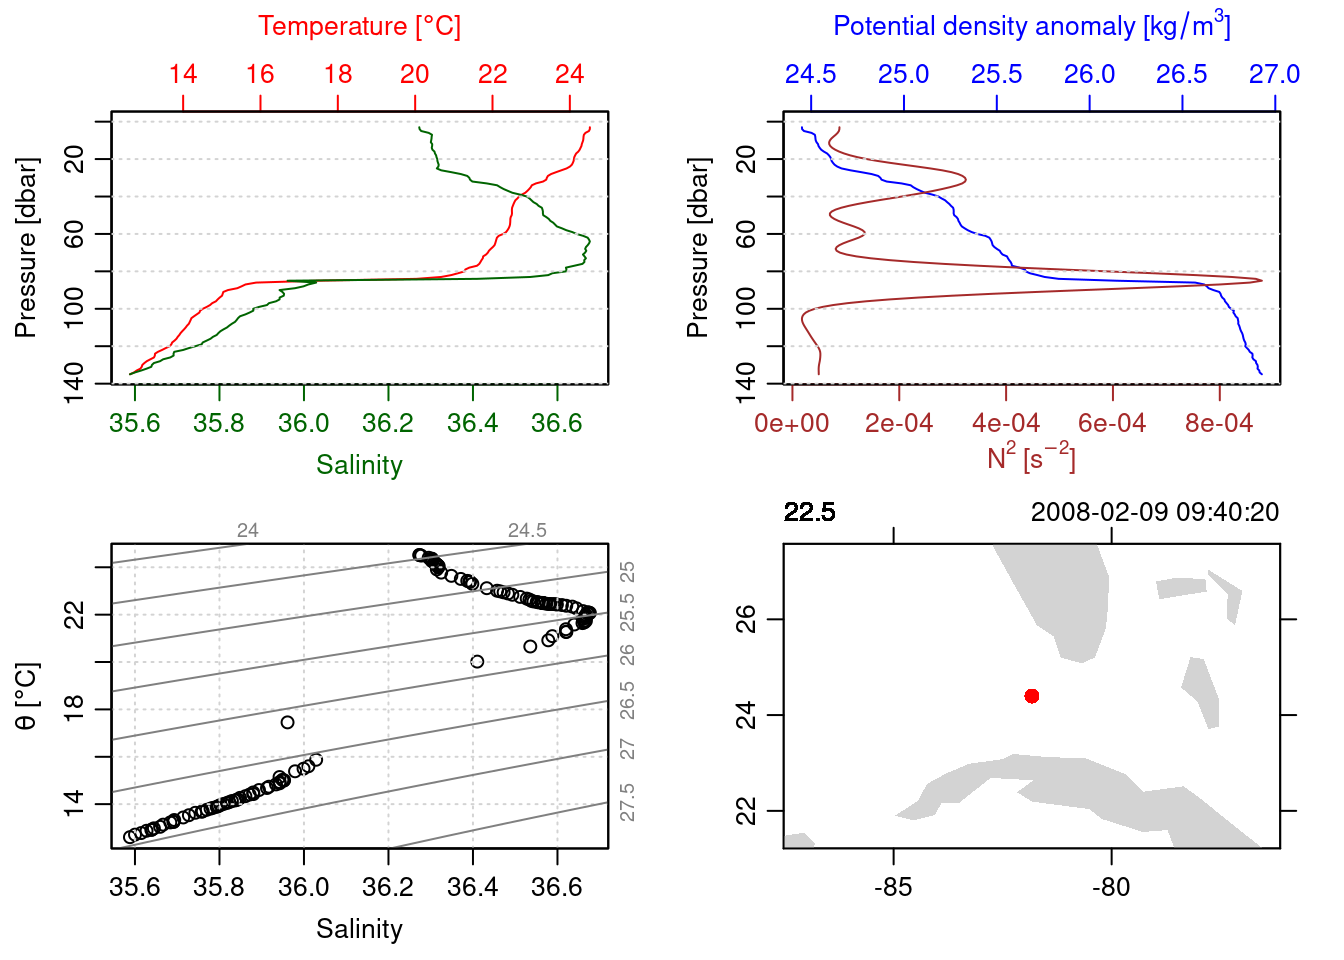 Temperature [°C]
14 16 18 20 22 24
Pressure [dbar]
20 60 100 140
35.6 35.8 36.0 36.2 36.4 36.6
Salinity
Potential density anomaly [kg/m³]
24.5 25.0 25.5 26.0 26.5 27.0
Pressure [dbar]
20 60 100 140
0e+00 2e-04 4e-04 6e-04 8e-04
N² [s⁻²]
24 24.5
25 25.5 26 26.5 27 27.5
θ [°C]
22 18 14
35.6 35.8 36.0 36.2 36.4 36.6
Salinity
22.5 2008-02-09 09:40:20
26 24 22
-85 -80